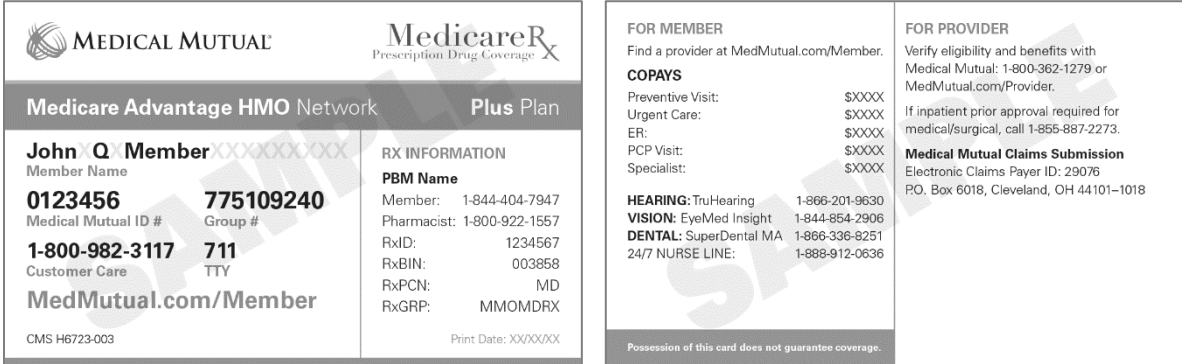 MEDICAL MUTUAL®
MedicareRx
Prescription Drug Coverage
Medicare Advantage HMO Network Plus Plan
JohnXQXMemberXXXXXXXXX
Member Name
0123456 775109240
Medical Mutual ID # Group #
1-800-982-3117 711
Customer Care TTY
MedMutual.com/Member
CMS H6723-003
RX INFORMATION
PBM Name
Member: 1-844-404-7947
Pharmacist: 1-800-922-1557
RxID: 1234567
RxBIN: 003858
RxPCN: MD
RxGRP: MMOMDRX
Print Date: XX/XX/XX
SAMPLE
FOR MEMBER
Find a provider at MedMutual.com/Member.
COPAYS
Preventive Visit: $XXXX
Urgent Care: $XXXX
ER: $XXXX
PCP Visit: $XXXX
Specialist: $XXXX
HEARING: TruHearing 1-866-201-9630
VISION: EyeMed Insight 1-844-854-2906
DENTAL: SuperDental MA 1-866-336-8251
24/7 NURSE LINE: 1-888-912-0636
Possession of this card does not guarantee coverage.
FOR PROVIDER
Verify eligibility and benefits with
Medical Mutual: 1-800-362-1279 or
MedMutual.com/Provider.
If inpatient prior approval required for
medical/surgical, call 1-855-887-2273.
Medical Mutual Claims Submission
Electronic Claims Payer ID: 29076
P.O. Box 6018, Cleveland, OH 44101–1018
SAMPLE